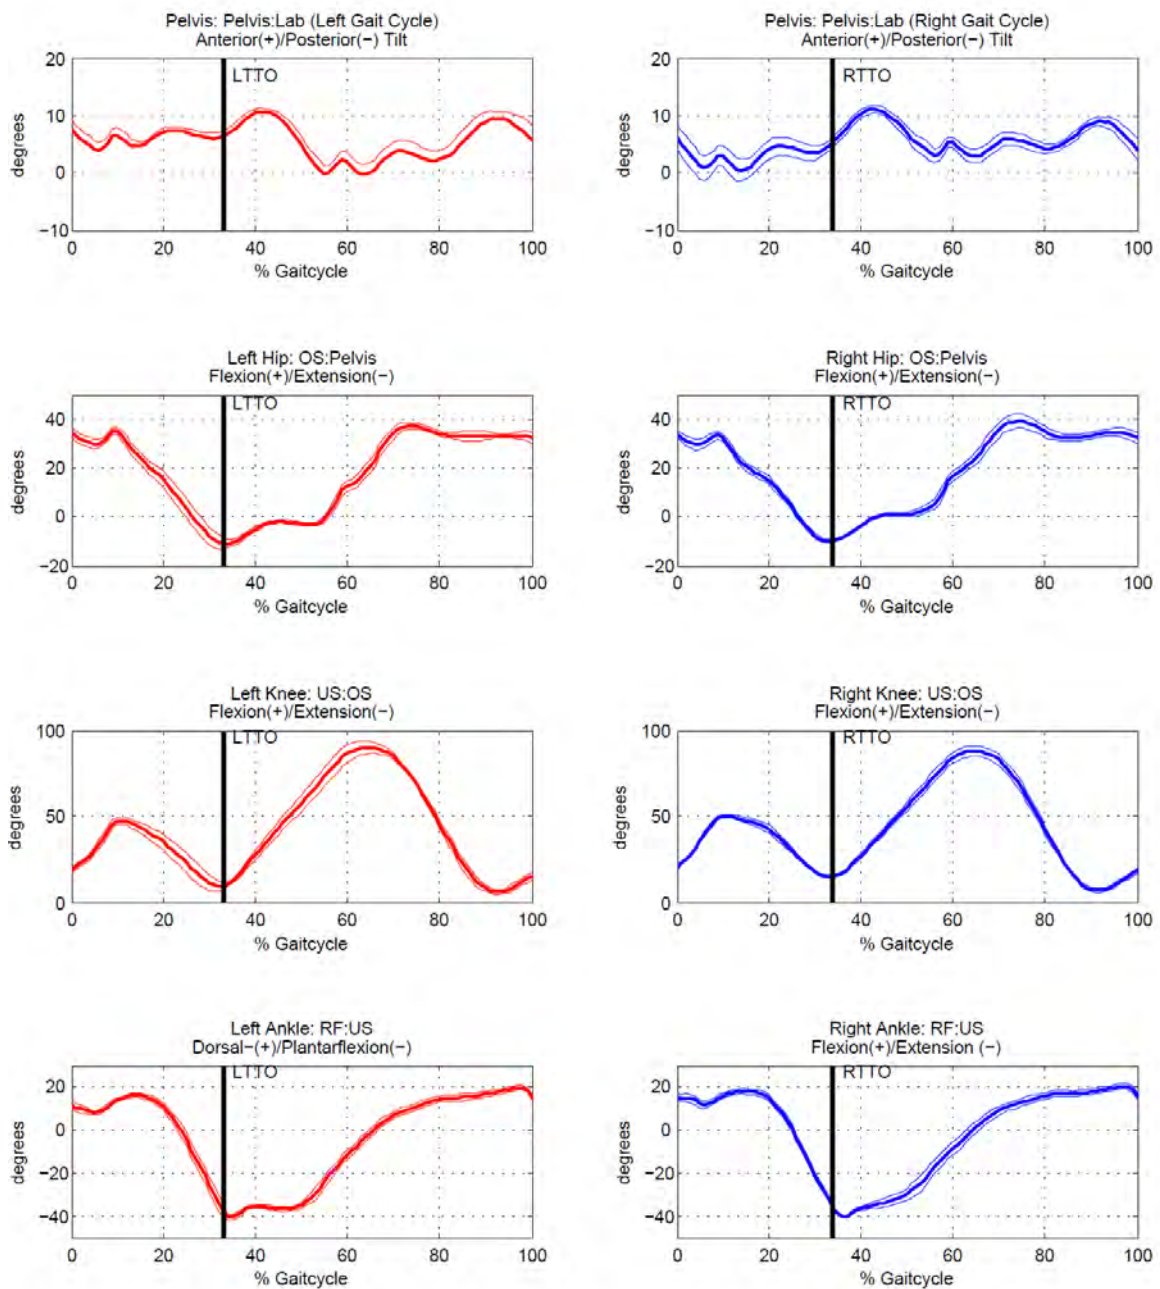 Pelvis: Pelvis:Lab (Left Gait Cycle)
Anterior(+)/Posterior(−) Tilt
LTTO
degrees
20
10
0
−10
0 20 40 60 80 100
% Gaitcycle
Pelvis: Pelvis:Lab (Right Gait Cycle)
Anterior(+)/Posterior(−) Tilt
RTTO
degrees
20
10
0
−10
0 20 40 60 80 100
% Gaitcycle
Left Hip: OS:Pelvis
Flexion(+)/Extension(−)
LTTO
degrees
40
20
0
−20
0 20 40 60 80 100
% Gaitcycle
Right Hip: OS:Pelvis
Flexion(+)/Extension(−)
RTTO
degrees
40
20
0
−20
0 20 40 60 80 100
% Gaitcycle
Left Knee: US:OS
Flexion(+)/Extension(−)
LTTO
degrees
100
50
0
0 20 40 60 80 100
% Gaitcycle
Right Knee: US:OS
Flexion(+)/Extension(−)
RTTO
degrees
100
50
0
0 20 40 60 80 100
% Gaitcycle
Left Ankle: RF:US
Dorsal−(+)/Plantarflexion(−)
LTTO
degrees
20
0
−20
−40
0 20 40 60 80 100
% Gaitcycle
Right Ankle: RF:US
Flexion(+)/Extension (−)
RTTO
degrees
20
0
−20
−40
0 20 40 60 80 100
% Gaitcycle